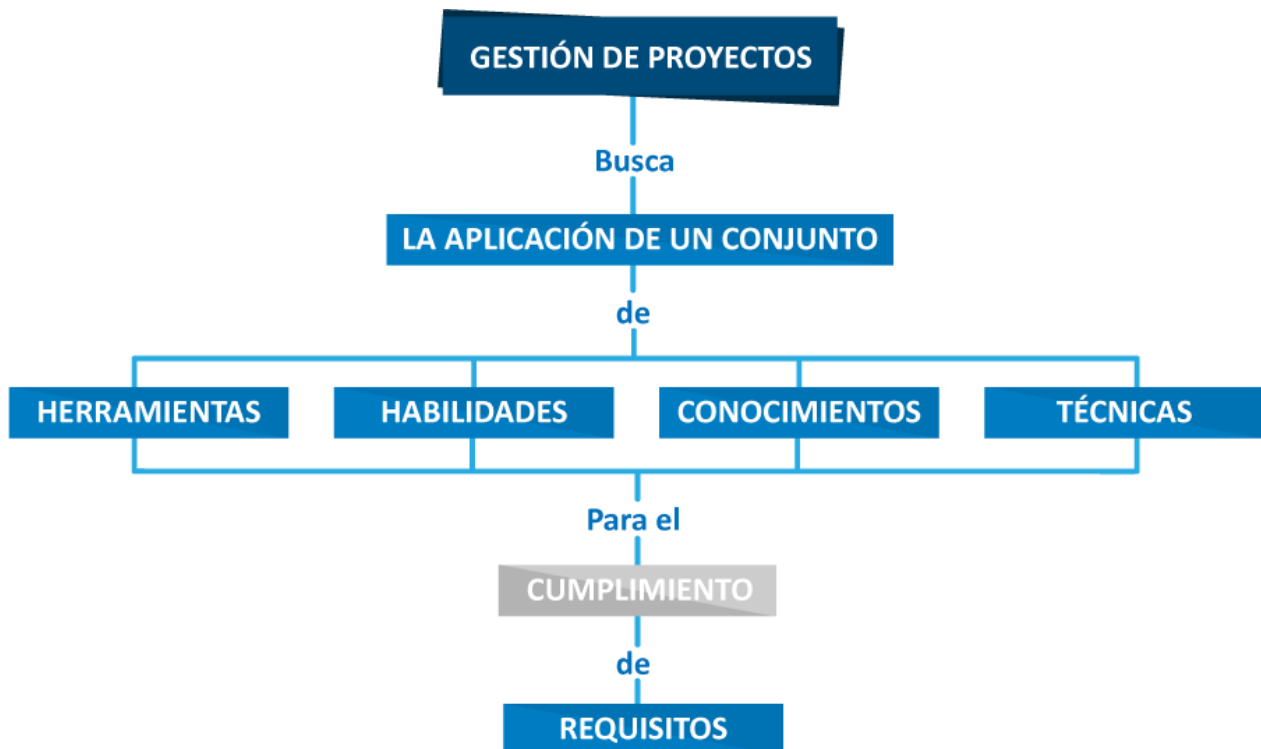 GESTIÓN DE PROYECTOS
Busca
LA APLICACIÓN DE UN CONJUNTO
de
HERRAMIENTAS
HABILIDADES
CONOCIMIENTOS
TÉCNICAS
Para el
CUMPLIMIENTO
de
REQUISITOS